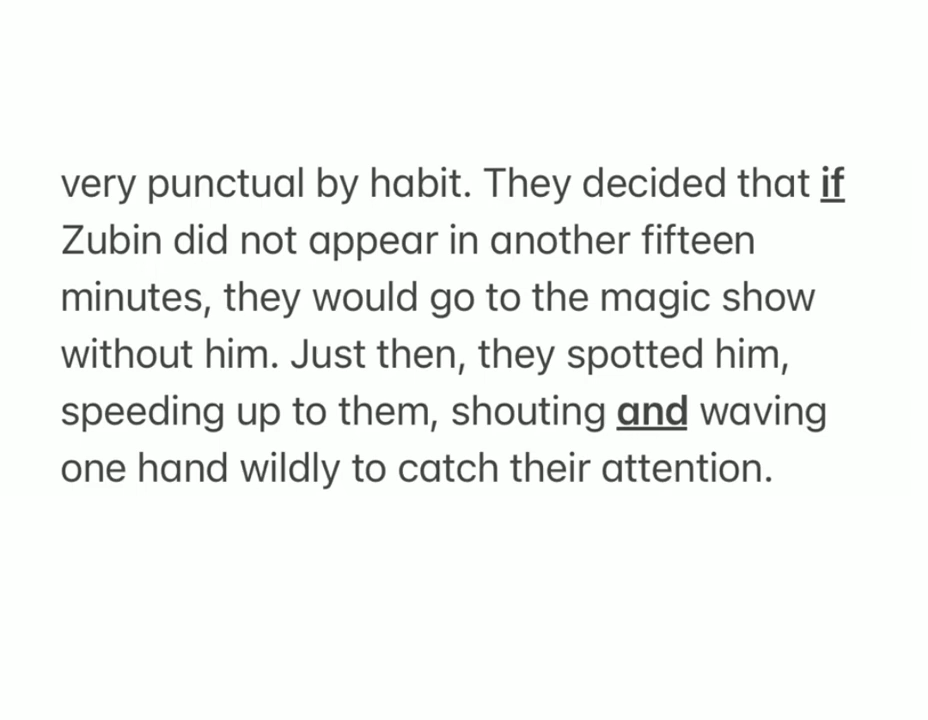 very punctual by habit. They decided that if
Zubin did not appear in another fifteen
minutes, they would go to the magic show
without him. Just then, they spotted him,
speeding up to them, shouting and waving
one hand wildly to catch their attention.